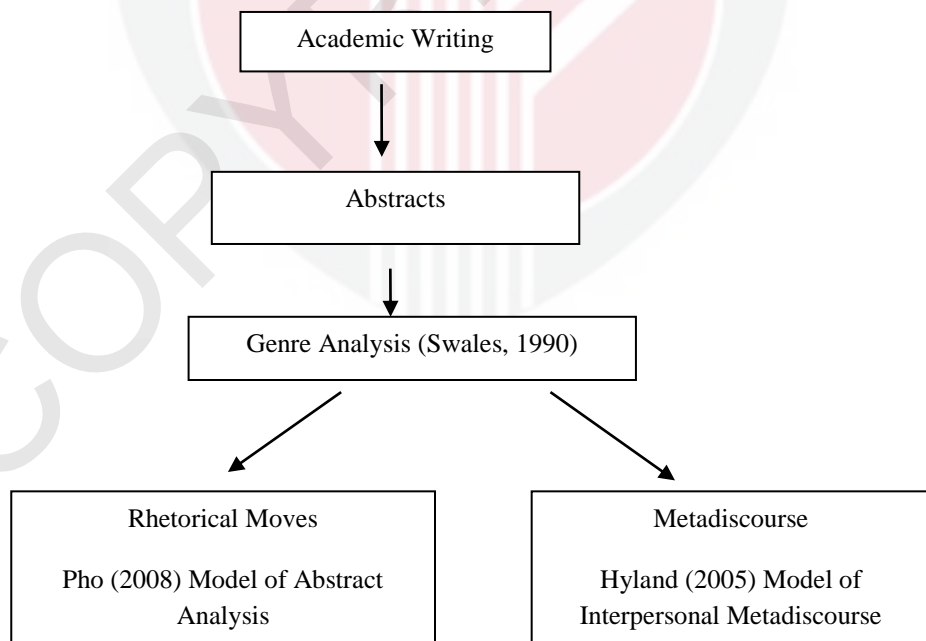 Academic Writing
Abstracts
Genre Analysis (Swales, 1990)
Rhetorical Moves
Pho (2008) Model of Abstract
Analysis
Metadiscourse
Hyland (2005) Model of
Interpersonal Metadiscourse